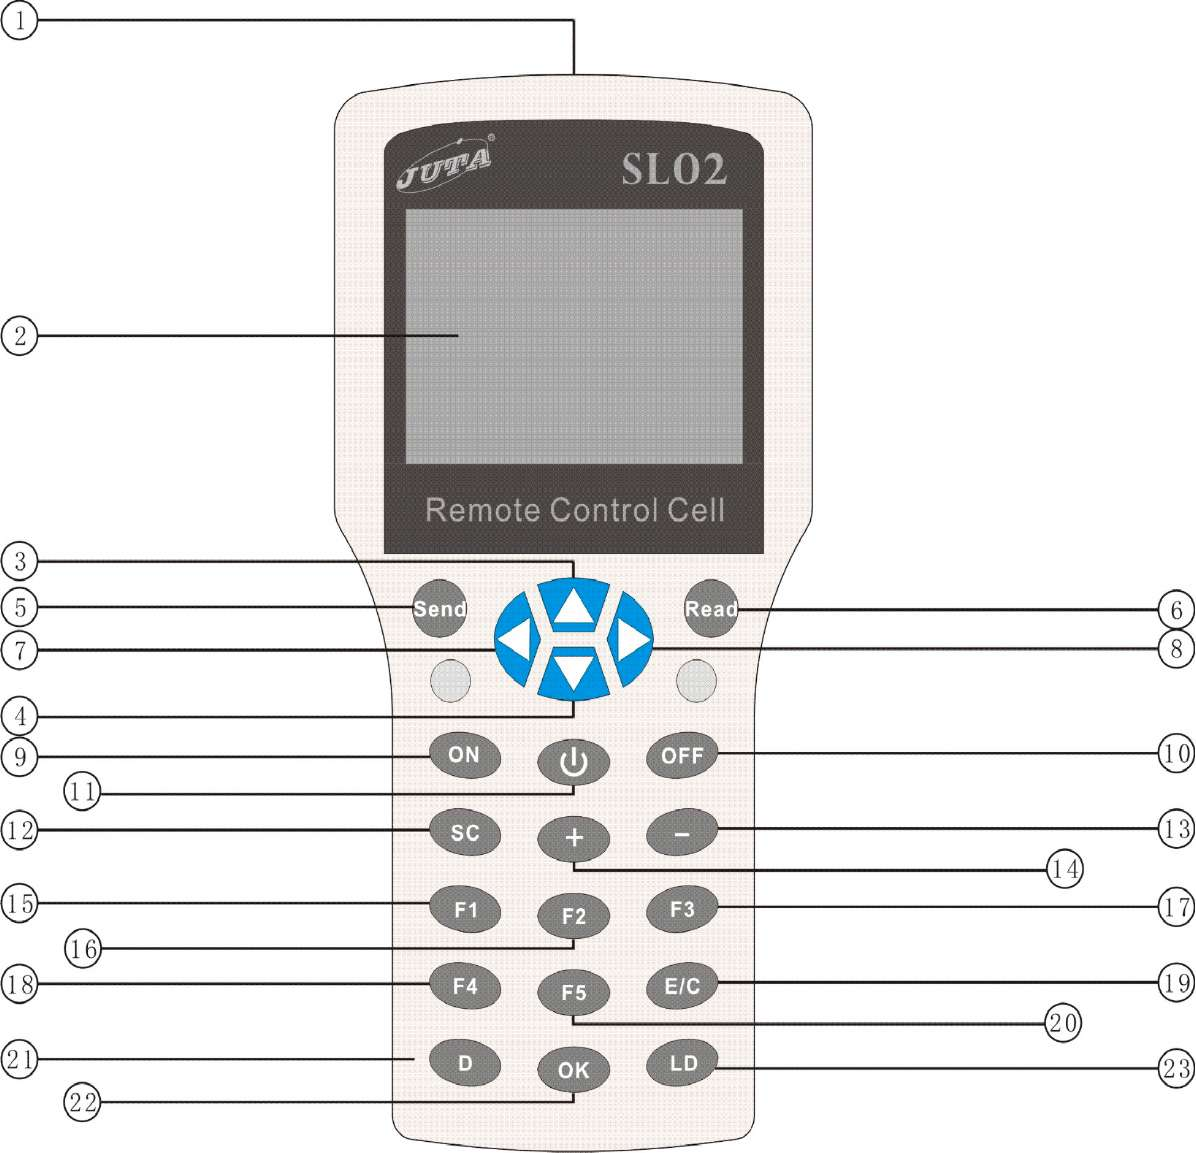 ①
JUTA®
SL02
②
Remote Control Cell
③
⑤ Send Read ⑥
⑦ ⑧
④
⑨ ON OFF ⑩
⑪
⑫ SC + − ⑬
⑭
⑮ F1 F2 F3 ⑰
⑯
⑱ F4 F5 E/C ⑲
⑳
㉑ D OK LD ㉓
㉒